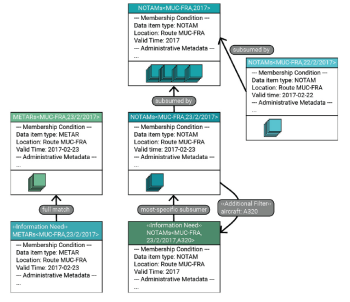 NOTAMs<MUC-FRA,2017>
--- Membership Condition ---
Data item type: NOTAM
Location: Route MUC-FRA
Valid Time: 2017
--- Administrative Metadata ---
...
subsumed by
NOTAMs<MUC-FRA,22/2/2017>
--- Membership Condition ---
Data item type: NOTAM
Location: Route MUC-FRA
Valid time: 2017-02-22
--- Administrative Metadata ---
...
subsumed by
METARs<MUC-FRA,23/2/2017>
--- Membership Condition ---
Data item type: METAR
Location: Route MUC-FRA
Valid Time: 2017-02-23
--- Administrative Metadata ---
...
NOTAMs<MUC-FRA,23/2/2017>
--- Membership Condition ---
Data item type: NOTAM
Location: Route MUC-FRA
Valid Time: 2017-02-23
--- Administrative Metadata ---
...
full match
most-specific subsumer
«Additional Filter»
aircraft: A320
«Information Need»
METARs<MUC-FRA,23/2/2017>
--- Membership Condition ---
Data item type: METAR
Location: Route MUC-FRA
Valid Time: 2017-02-23
--- Administrative Metadata ---
...
«Information Need»
NOTAMs<MUC-FRA,
23/2/2017,A320>
--- Membership Condition ---
Data item type: NOTAM
Location: Route MUC-FRA
Valid Time: 2017
--- Administrative Metadata ---
...